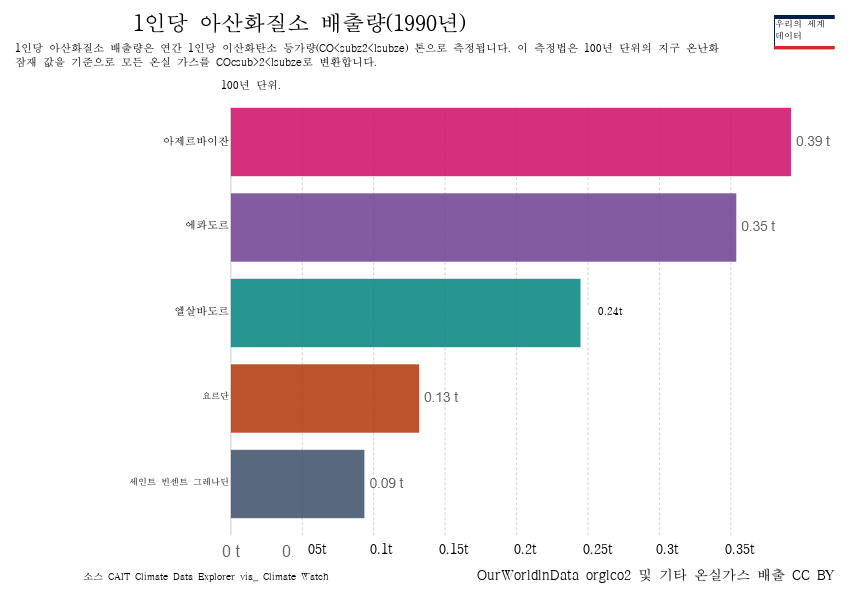 1인당 아산화질소 배출량(1990년)
우리의 세계
데이터
1인당 아산화질소 배출량은 연간 1인당 이산화탄소 등가량(CO<subz2<lsubze) 톤으로 측정됩니다. 이 측정법은 100년 단위의 지구 온난화
잠재 값을 기준으로 모든 온실 가스를 COcsub>2<lsubze로 변환합니다.
100년 단위.
아제르바이잔 0.39 t
에콰도르 0.35 t
엘살바도르 0.24t
요르단 0.13 t
세인트 빈센트 그레나딘 0.09 t
0 t 0. 05t 0.1t 0.15t 0.2t 0.25t 0.3t 0.35t
소스 CAIT Climate Data Explorer via_ Climate Watch
OurWorldInData orglco2 및 기타 온실가스 배출 CC BY